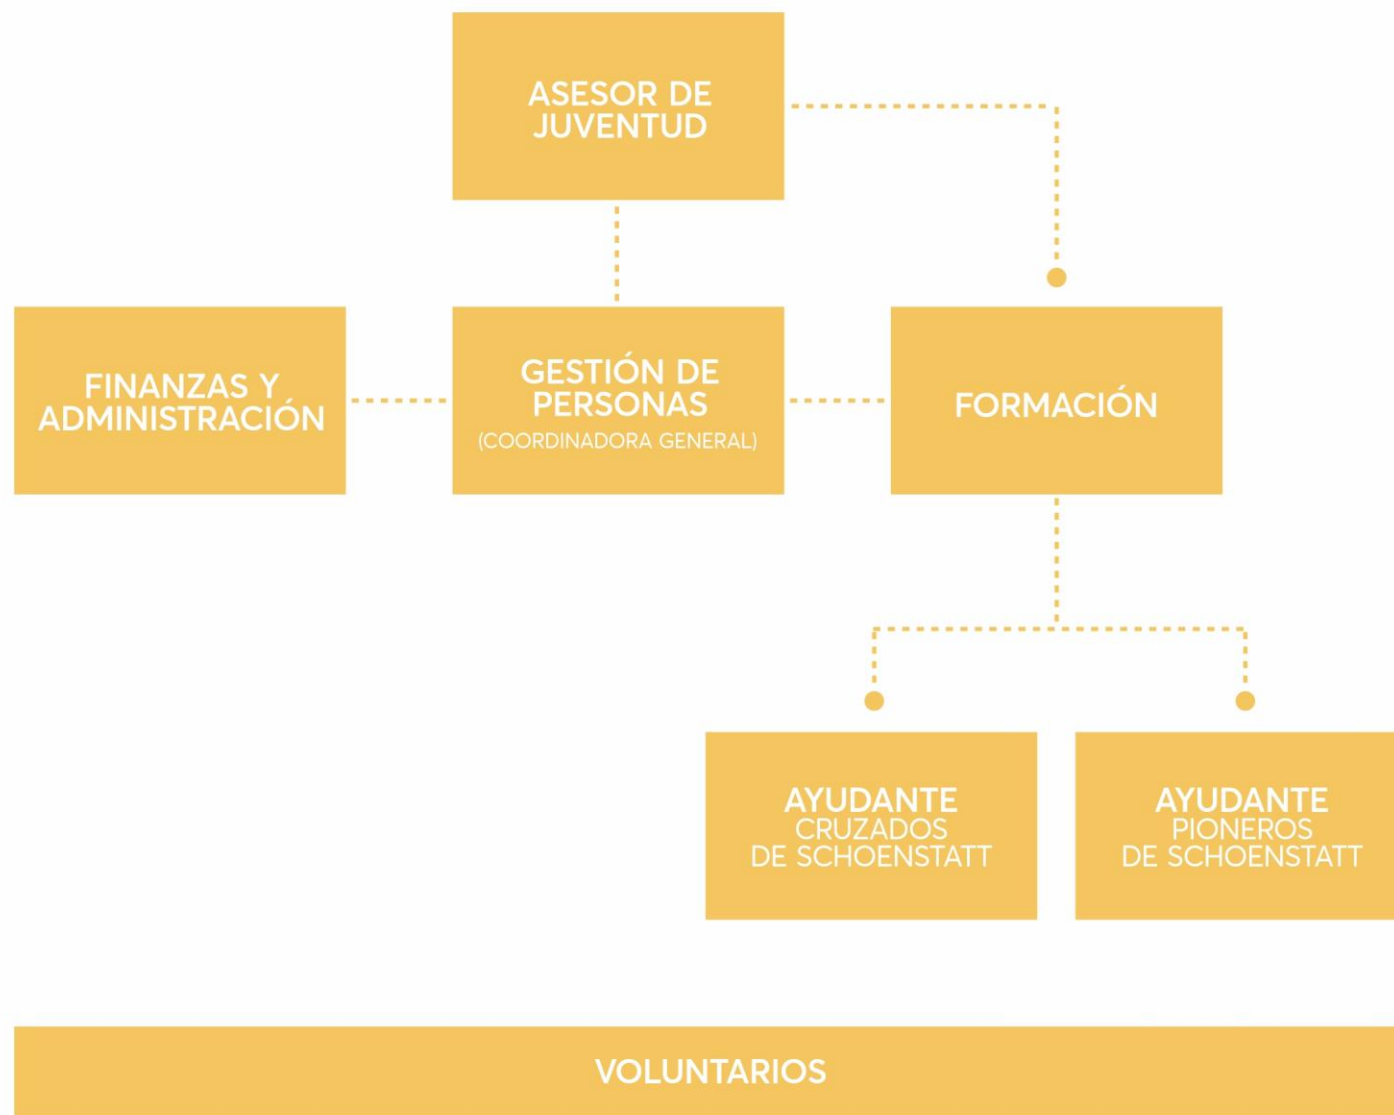 ASESOR DE
JUVENTUD
FINANZAS Y
ADMINISTRACIÓN
GESTIÓN DE
PERSONAS
(COORDINADORA GENERAL)
FORMACIÓN
AYUDANTE
CRUZADOS
DE SCHOENSTATT
AYUDANTE
PIONEROS
DE SCHOENSTATT
VOLUNTARIOS